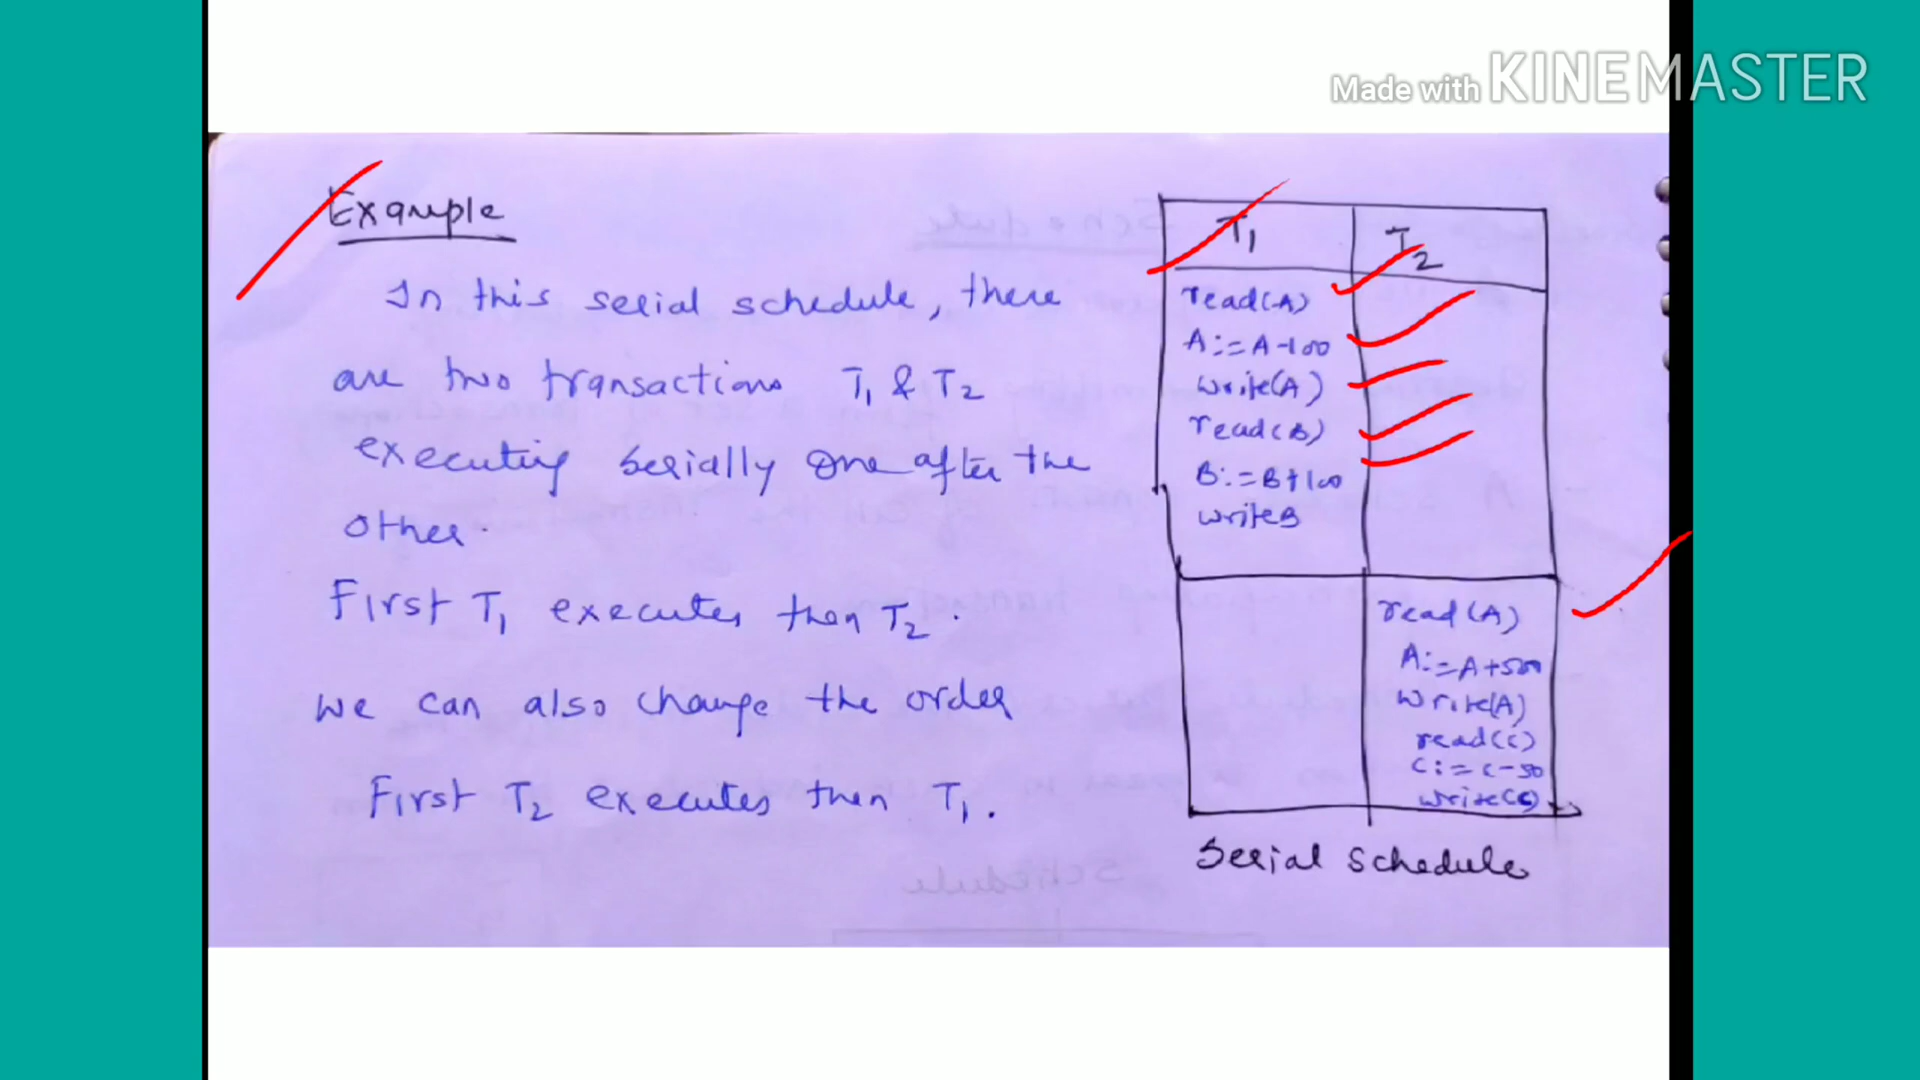 Made with KINEMASTER
Example
In this serial schedule, there
are two transactions T1 & T2
executing serially one after the
other.
First T1 executes then T2.
We can also change the order
First T2 executes then T1.
T1
T2
read(A)
A:=A-100
write(A)
read(B)
B:=B+100
writeB
read(A)
A:=A+500
write(A)
read(C)
C:=C-50
write(C)
Serial Schedule
Schedule
Schedule